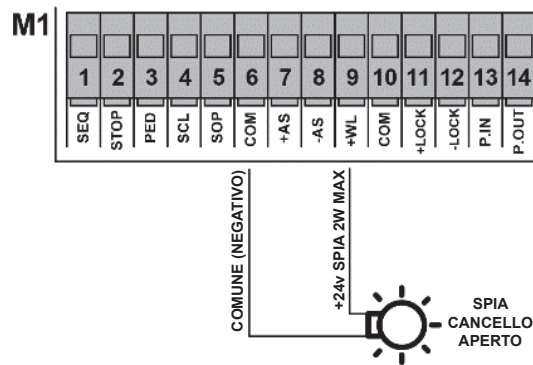 M1
1 2 3 4 5 6 7 8 9 10 11 12 13 14
SEQ STOP PED SCL SOP COM +AS -AS +WL COM +LOCK -LOCK P.IN P.OUT
COMUNE (NEGATIVO)
+24v SPIA 2W MAX
SPIA
CANCELLO
APERTO